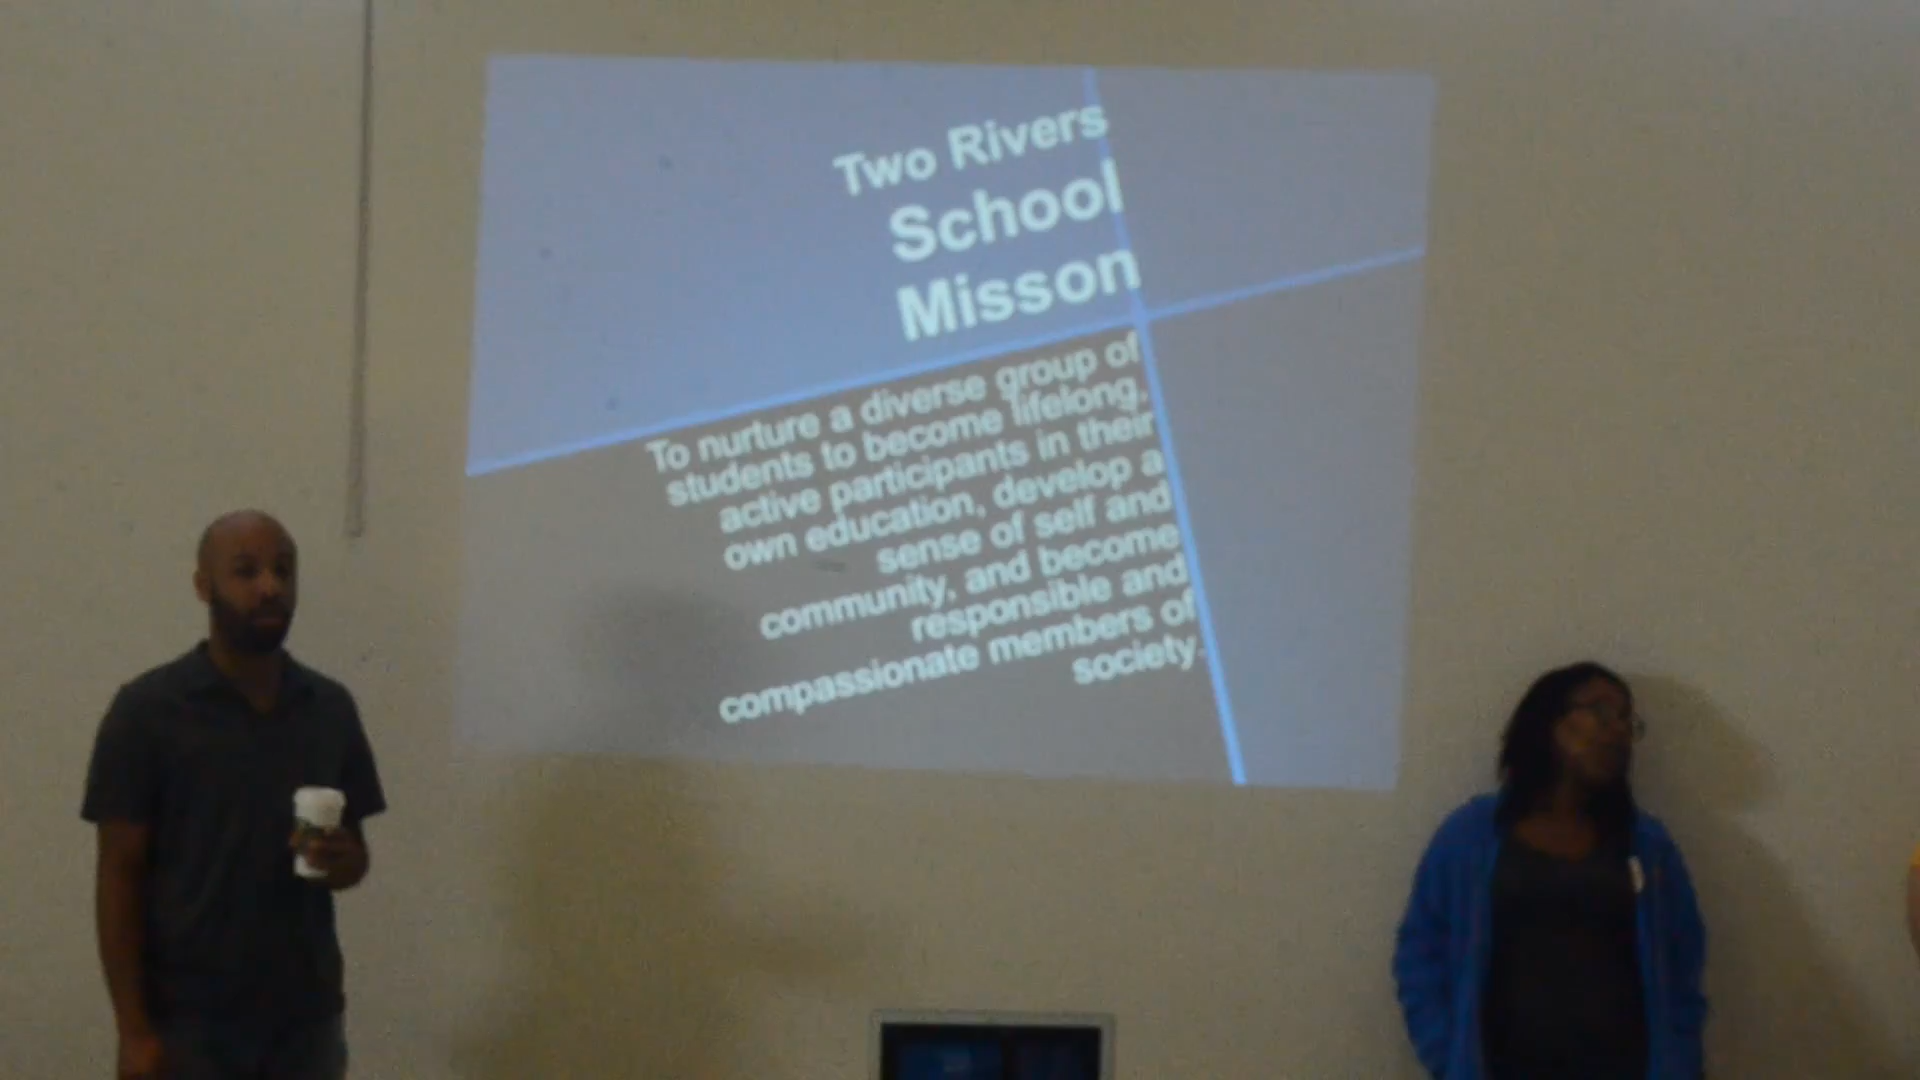 Two Rivers
School
Misson
To nurture a diverse group of
students to become lifelong,
active participants in their
own education, develop a
sense of self and
community, and become
responsible and
compassionate members of
society.